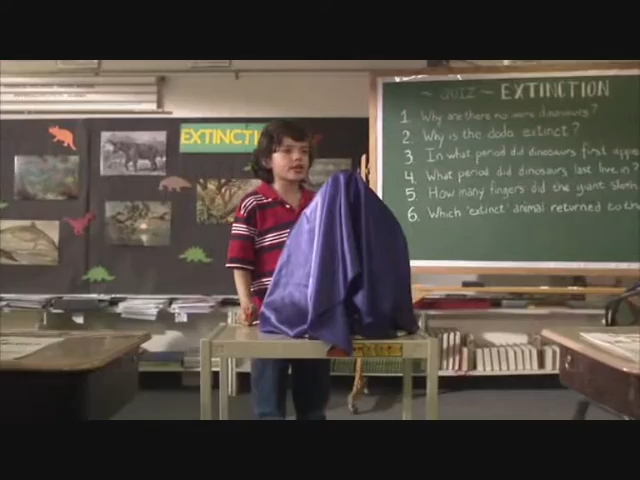 QUIZ ~ EXTINCTION
EXTINCTION
1. Why are there no more dinosaurs?
2. Why is the dodo extinct?
3. In what period did dinosaurs first
4. What period did dinosaurs last live in?
5. How many fingers did the giant
6. Which "extinct" animal returned to